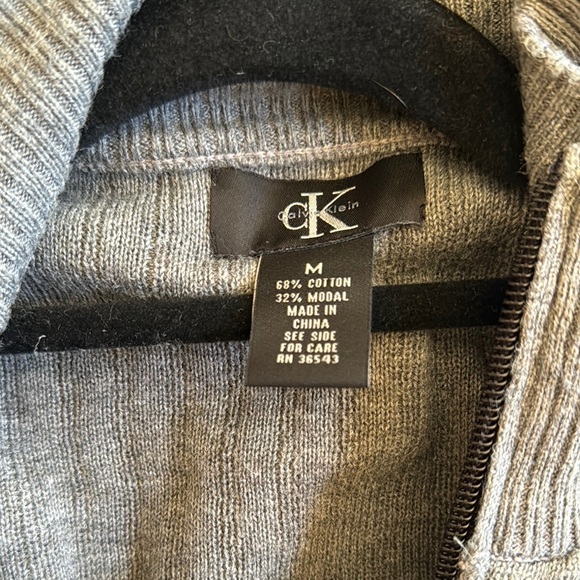 cK
Calvin Klein
M
68% COTTON
32% MODAL
MADE IN
CHINA
SEE SIDE
FOR CARE
RN 36543